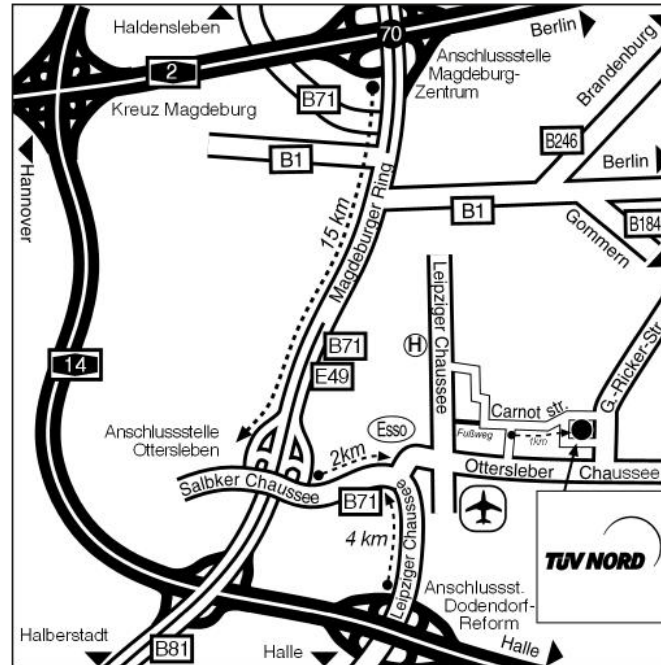 Haldensleben
Berlin
Brandenburg
70
2
Anschlussstelle
Magdeburg-
Zentrum
Kreuz Magdeburg
B71
B246
B1
Berlin
Hannover
15 km
Magdeburger Ring
B1
B184
Gommern
Leipziger Chaussee
H
14
B71
E49
G.-Ricker-Str.
Carnot str.
Anschlussstelle
Ottersleben
Esso
Fußweg
1km
2km
Ottersleber Chaussee
Salbker Chaussee
B71
4 km
Leipziger Chaussee
TÜV NORD
Anschlussst.
Dodendorf-
Reform
Halberstadt
B81
Halle
Halle